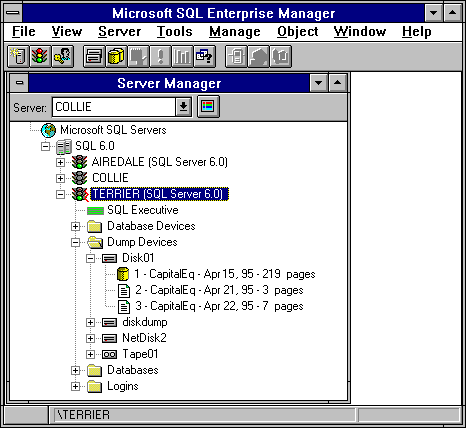 Microsoft SQL Enterprise Manager
File View Server Tools Manage Object Window Help
Server Manager
Server: COLLIE
Microsoft SQL Servers
SQL 6.0
AIREDALE (SQL Server 6.0)
COLLIE
TERRIER (SQL Server 6.0)
SQL Executive
Database Devices
Dump Devices
Disk01
1 - CapitalEq - Apr 15, 95 - 219 pages
2 - CapitalEq - Apr 21, 95 - 3 pages
3 - CapitalEq - Apr 22, 95 - 7 pages
diskdump
NetDisk2
Tape01
Databases
Logins
\TERRIER